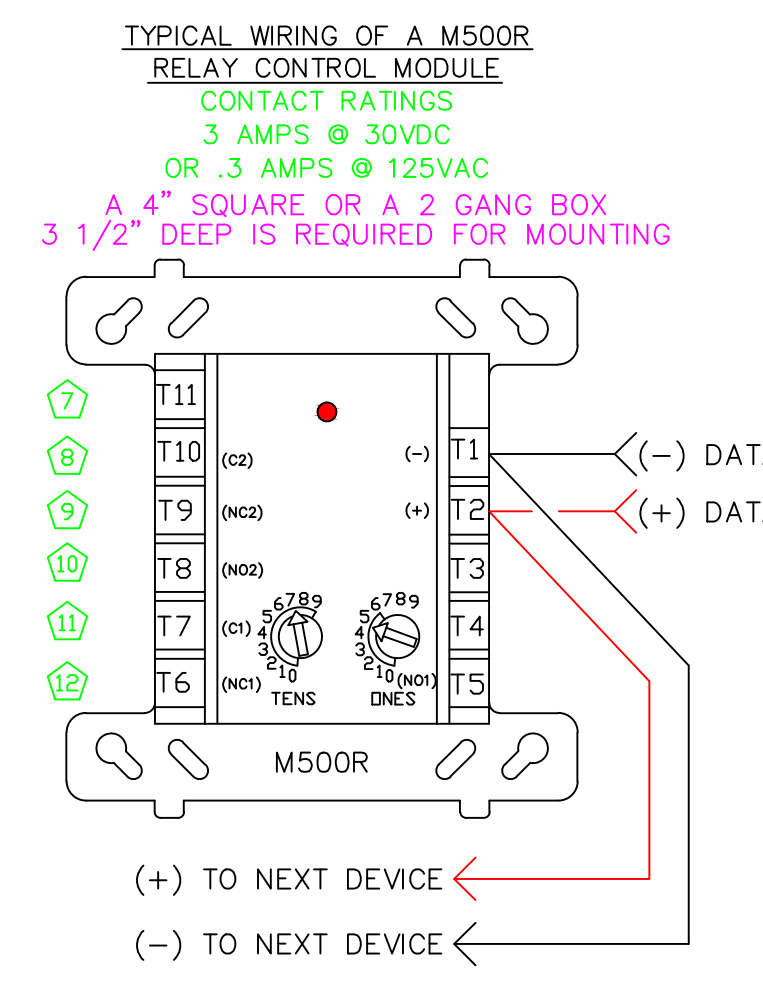 TYPICAL WIRING OF A M500R
RELAY CONTROL MODULE
CONTACT RATINGS
3 AMPS @ 30VDC
OR .3 AMPS @ 125VAC
A 4" SQUARE OR A 2 GANG BOX
3 1/2" DEEP IS REQUIRED FOR MOUNTING
7
T11
8
T10
(C2)
(-)
T1
(-)
9
T9
(NC2)
(+)
T2
(+)
10
T8
(NO2)
T3
11
T7
(C1)
0 1 2 3 4 5 6 7 8 9
TENS
0 1 2 3 4 5 6 7 8 9
ONES
T4
12
T6
(NC1)
(NO1)
T5
M500R
(+) TO NEXT DEVICE
(-) TO NEXT DEVICE